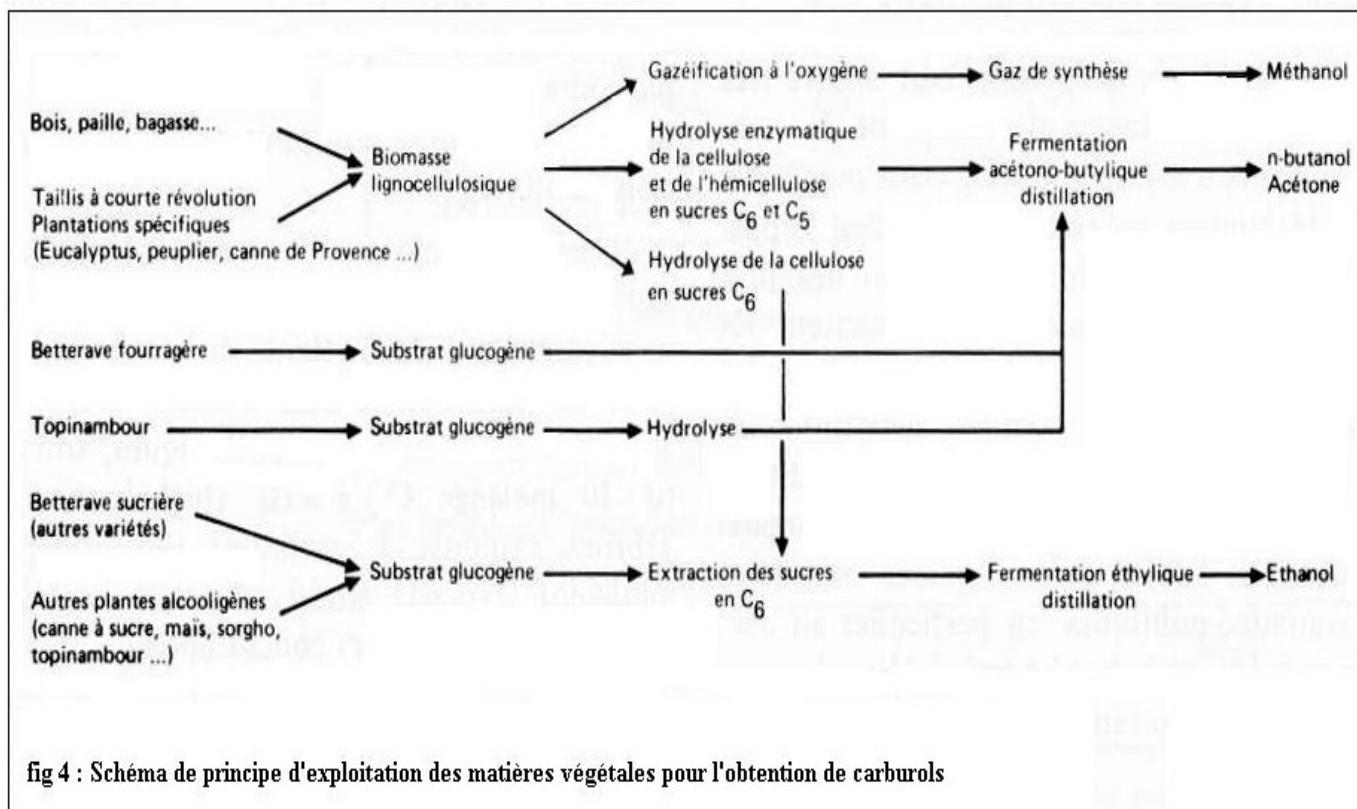 Gazéification à l'oxygène
Gaz de synthèse
Méthanol
Bois, paille, bagasse...
Biomasse
lignocellulosique
Hydrolyse enzymatique
de la cellulose
et de l'hémicellulose
en sucres C6 et C5
Fermentation
acétono-butylique
distillation
n-butanol
Acétone
Taillis à courte révolution
Plantations spécifiques
(Eucalyptus, peuplier, canne de Provence ...)
Hydrolyse de la cellulose
en sucres C6
Betterave fourragère
Substrat glucogène
Topinambour
Substrat glucogène
Hydrolyse
Betterave sucrière
(autres variétés)
Substrat glucogène
Extraction des sucres
en C6
Fermentation éthylique
distillation
Ethanol
Autres plantes alcooligènes
(canne à sucre, maïs, sorgho,
topinambour ...)
fig 4 : Schéma de principe d'exploitation des matières végétales pour l'obtention de carburols